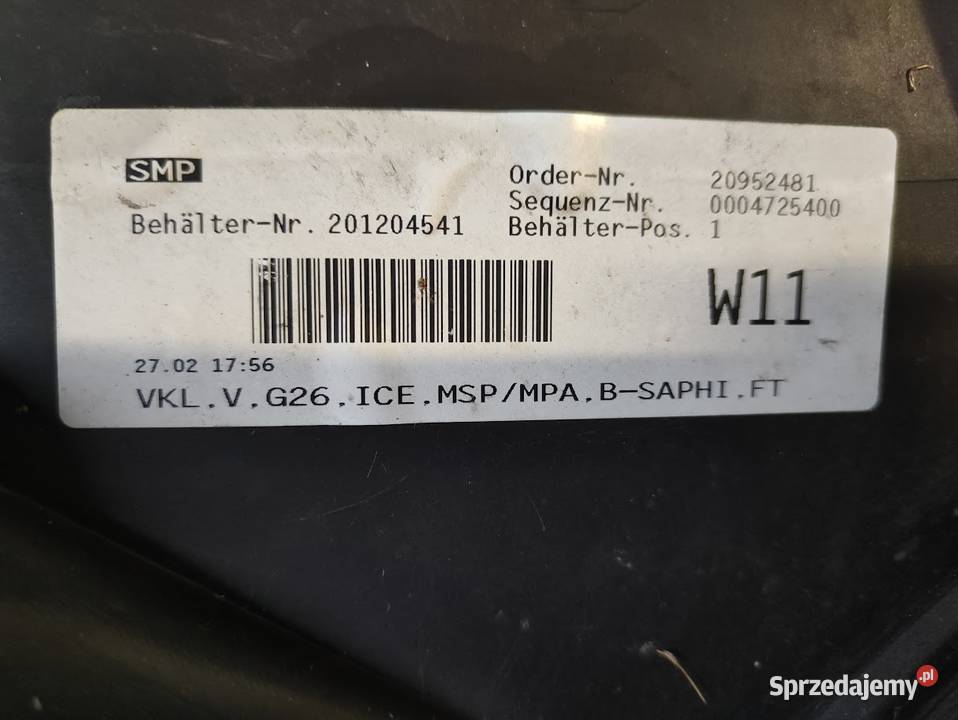 SMP
Order-Nr. 20952481
Sequenz-Nr. 0004725400
Behälter-Nr. 201204541
Behälter-Pos. 1
W11
27.02 17:56
VKL.V.G26.ICE.MSP/MPA.B-SAPHI.FT
Sprzedajemy.pl